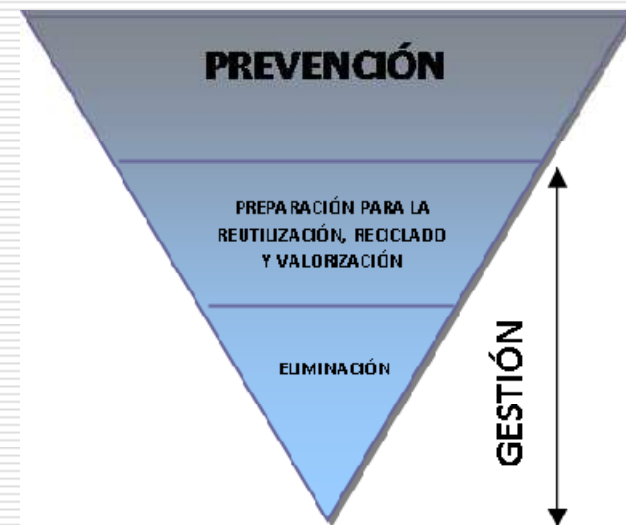 PREVENCIÓN
PREPARACIÓN PARA LA
REUTILIZACIÓN, RECICLADO
Y VALORIZACIÓN
ELIMINACIÓN
GESTIÓN